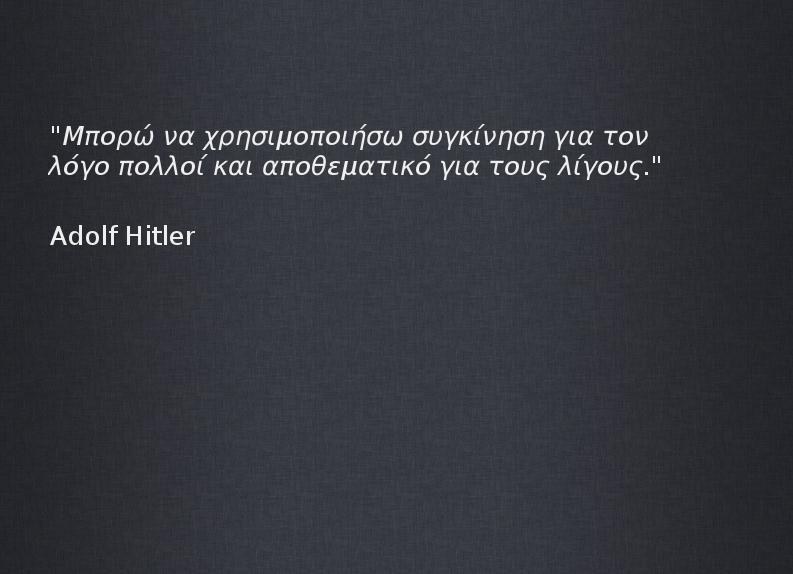 "Μπορώ να χρησιμοποιήσω συγκίνηση για τον
λόγο πολλοί και αποθεματικό για τους λίγους."
Adolf Hitler